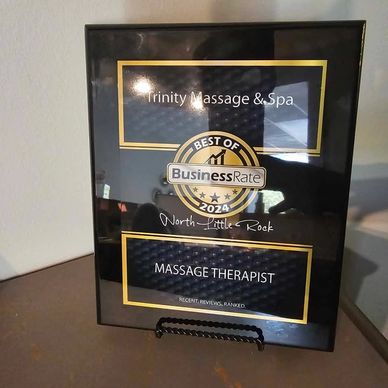 Trinity Massage & Spa
BEST OF
BusinessRate
2024
North Little Rock
MASSAGE THERAPIST
RECENT. REVIEWS. RANKED.